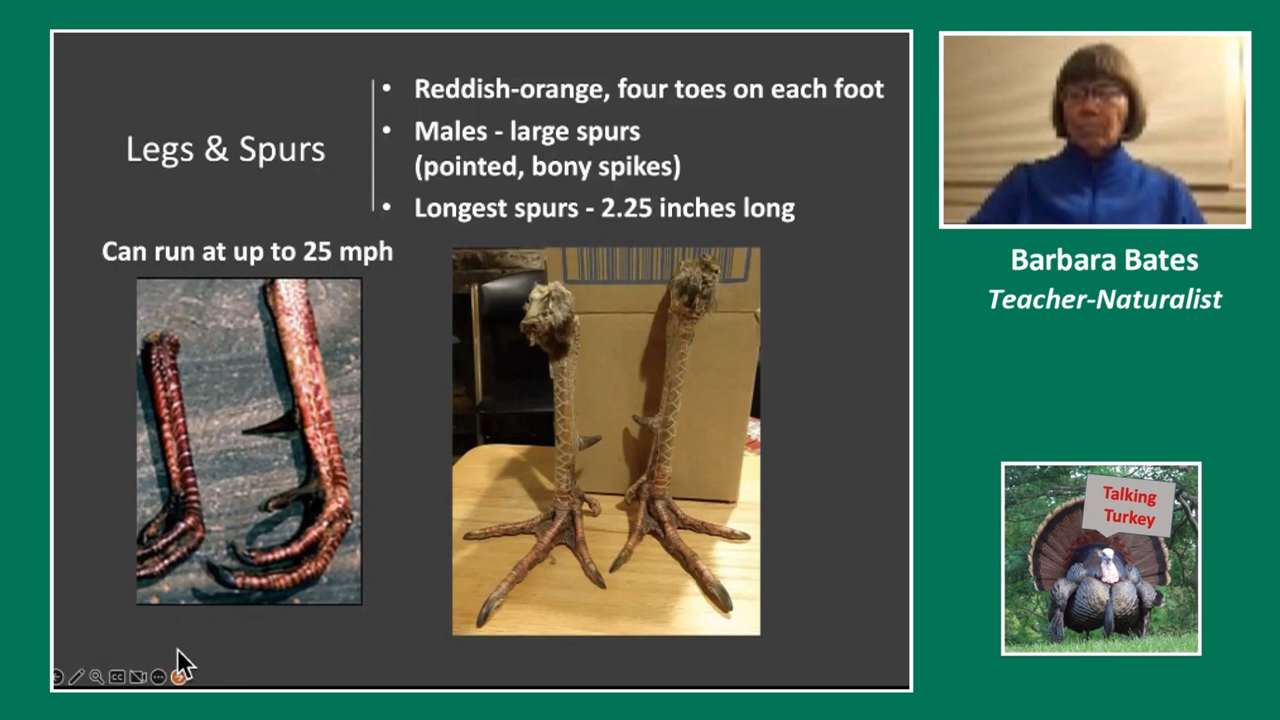 Legs & Spurs
• Reddish-orange, four toes on each foot
• Males - large spurs
(pointed, bony spikes)
• Longest spurs - 2.25 inches long
Can run at up to 25 mph
Barbara Bates
Teacher-Naturalist
Talking
Turkey
CC